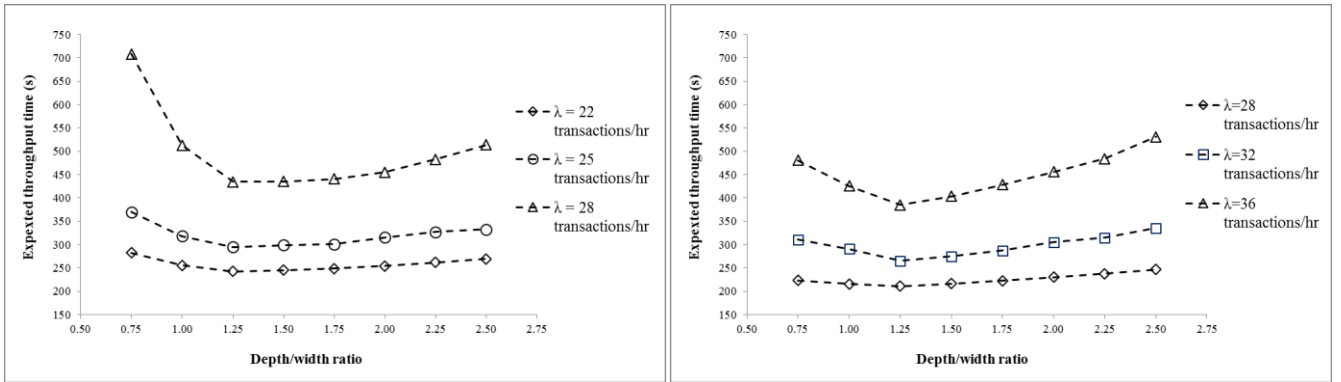 Expexted throughput time (s)
750
700
650
600
550
500
450
400
350
300
250
200
150
0.50 0.75 1.00 1.25 1.50 1.75 2.00 2.25 2.50 2.75
Depth/width ratio
λ = 22
transactions/hr
λ = 25
transactions/hr
λ = 28
transactions/hr
Expexted throughput time (s)
750
700
650
600
550
500
450
400
350
300
250
200
150
0.50 0.75 1.00 1.25 1.50 1.75 2.00 2.25 2.50 2.75
Depth/width ratio
λ=28
transactions/hr
λ=32
transactions/hr
λ=36
transactions/hr